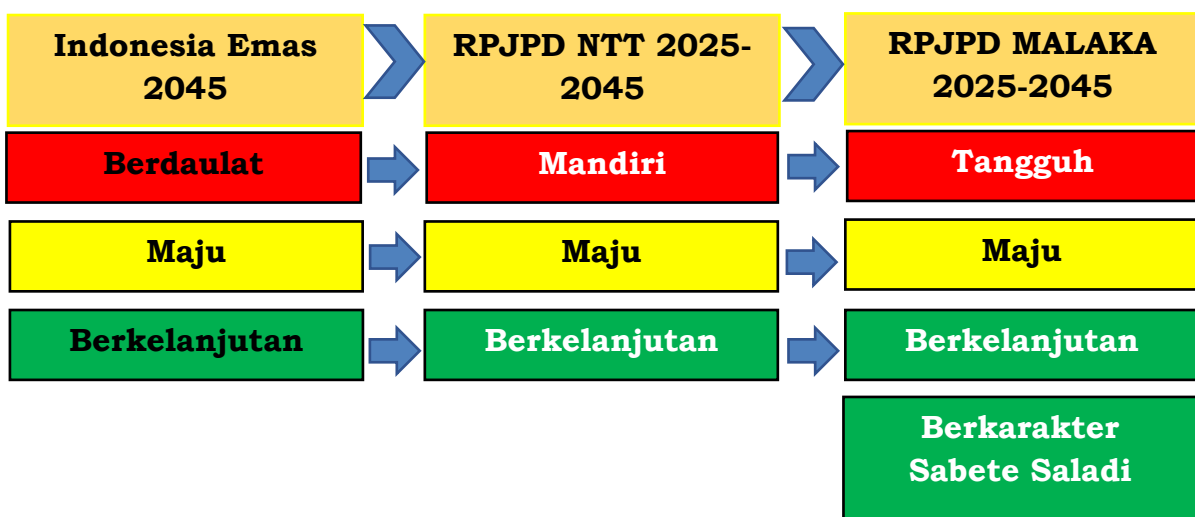 Indonesia Emas
2045
RPJPD NTT 2025-
2045
RPJPD MALAKA
2025-2045
Berdaulat
Mandiri
Tangguh
Maju
Maju
Maju
Berkelanjutan
Berkelanjutan
Berkelanjutan
Berkarakter
Sabete Saladi